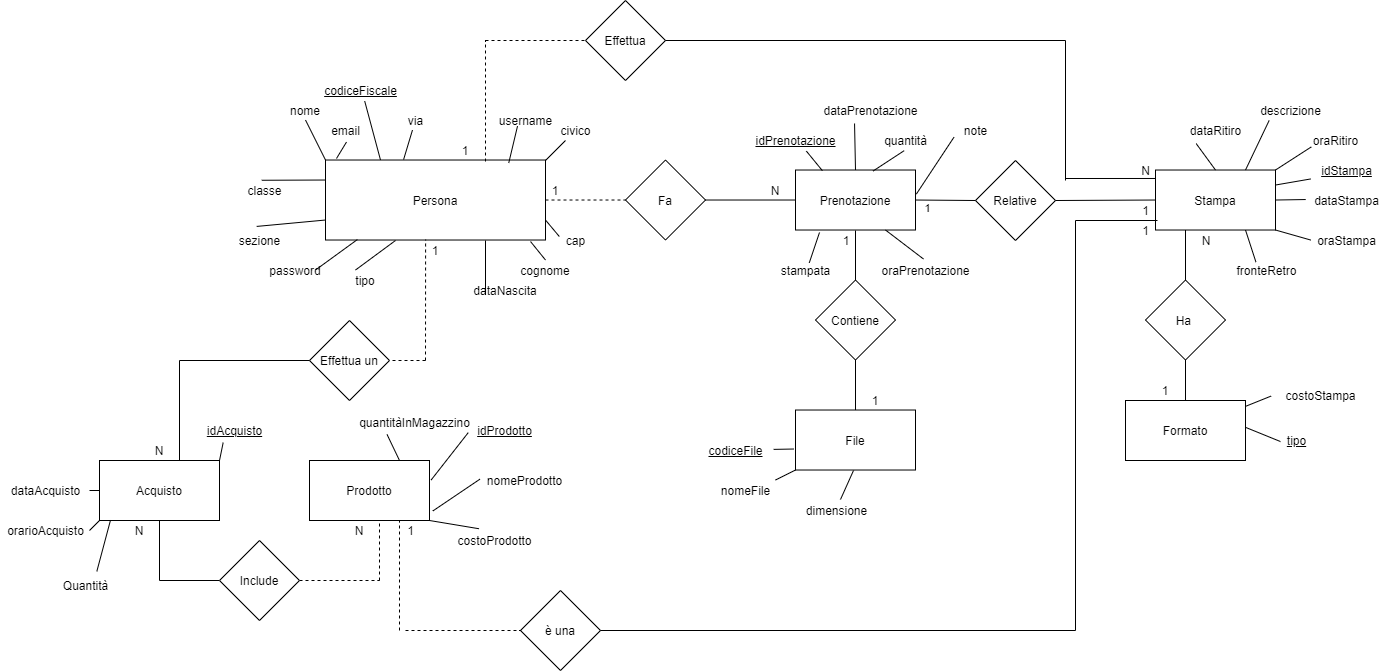 Effettua
codiceFiscale
nome
email
via
username
civico
1
classe
Persona
1
sezione
password
tipo
1
dataNascita
cognome
cap
Fa
N
dataPrenotazione
idPrenotazione
quantità
note
Prenotazione
1
stampata
1
oraPrenotazione
Relative
descrizione
dataRitiro
oraRitiro
N
idStampa
1
Stampa
dataStampa
1
N
oraStampa
fronteRetro
Effettua un
Contiene
Ha
1
File
codiceFile
nomeFile
dimensione
1
costoStampa
Formato
tipo
N
idAcquisto
quantitàInMagazzino
idProdotto
dataAcquisto
Acquisto
Prodotto
nomeProdotto
orarioAcquisto
N
N
1
costoProdotto
Quantità
Include
è una